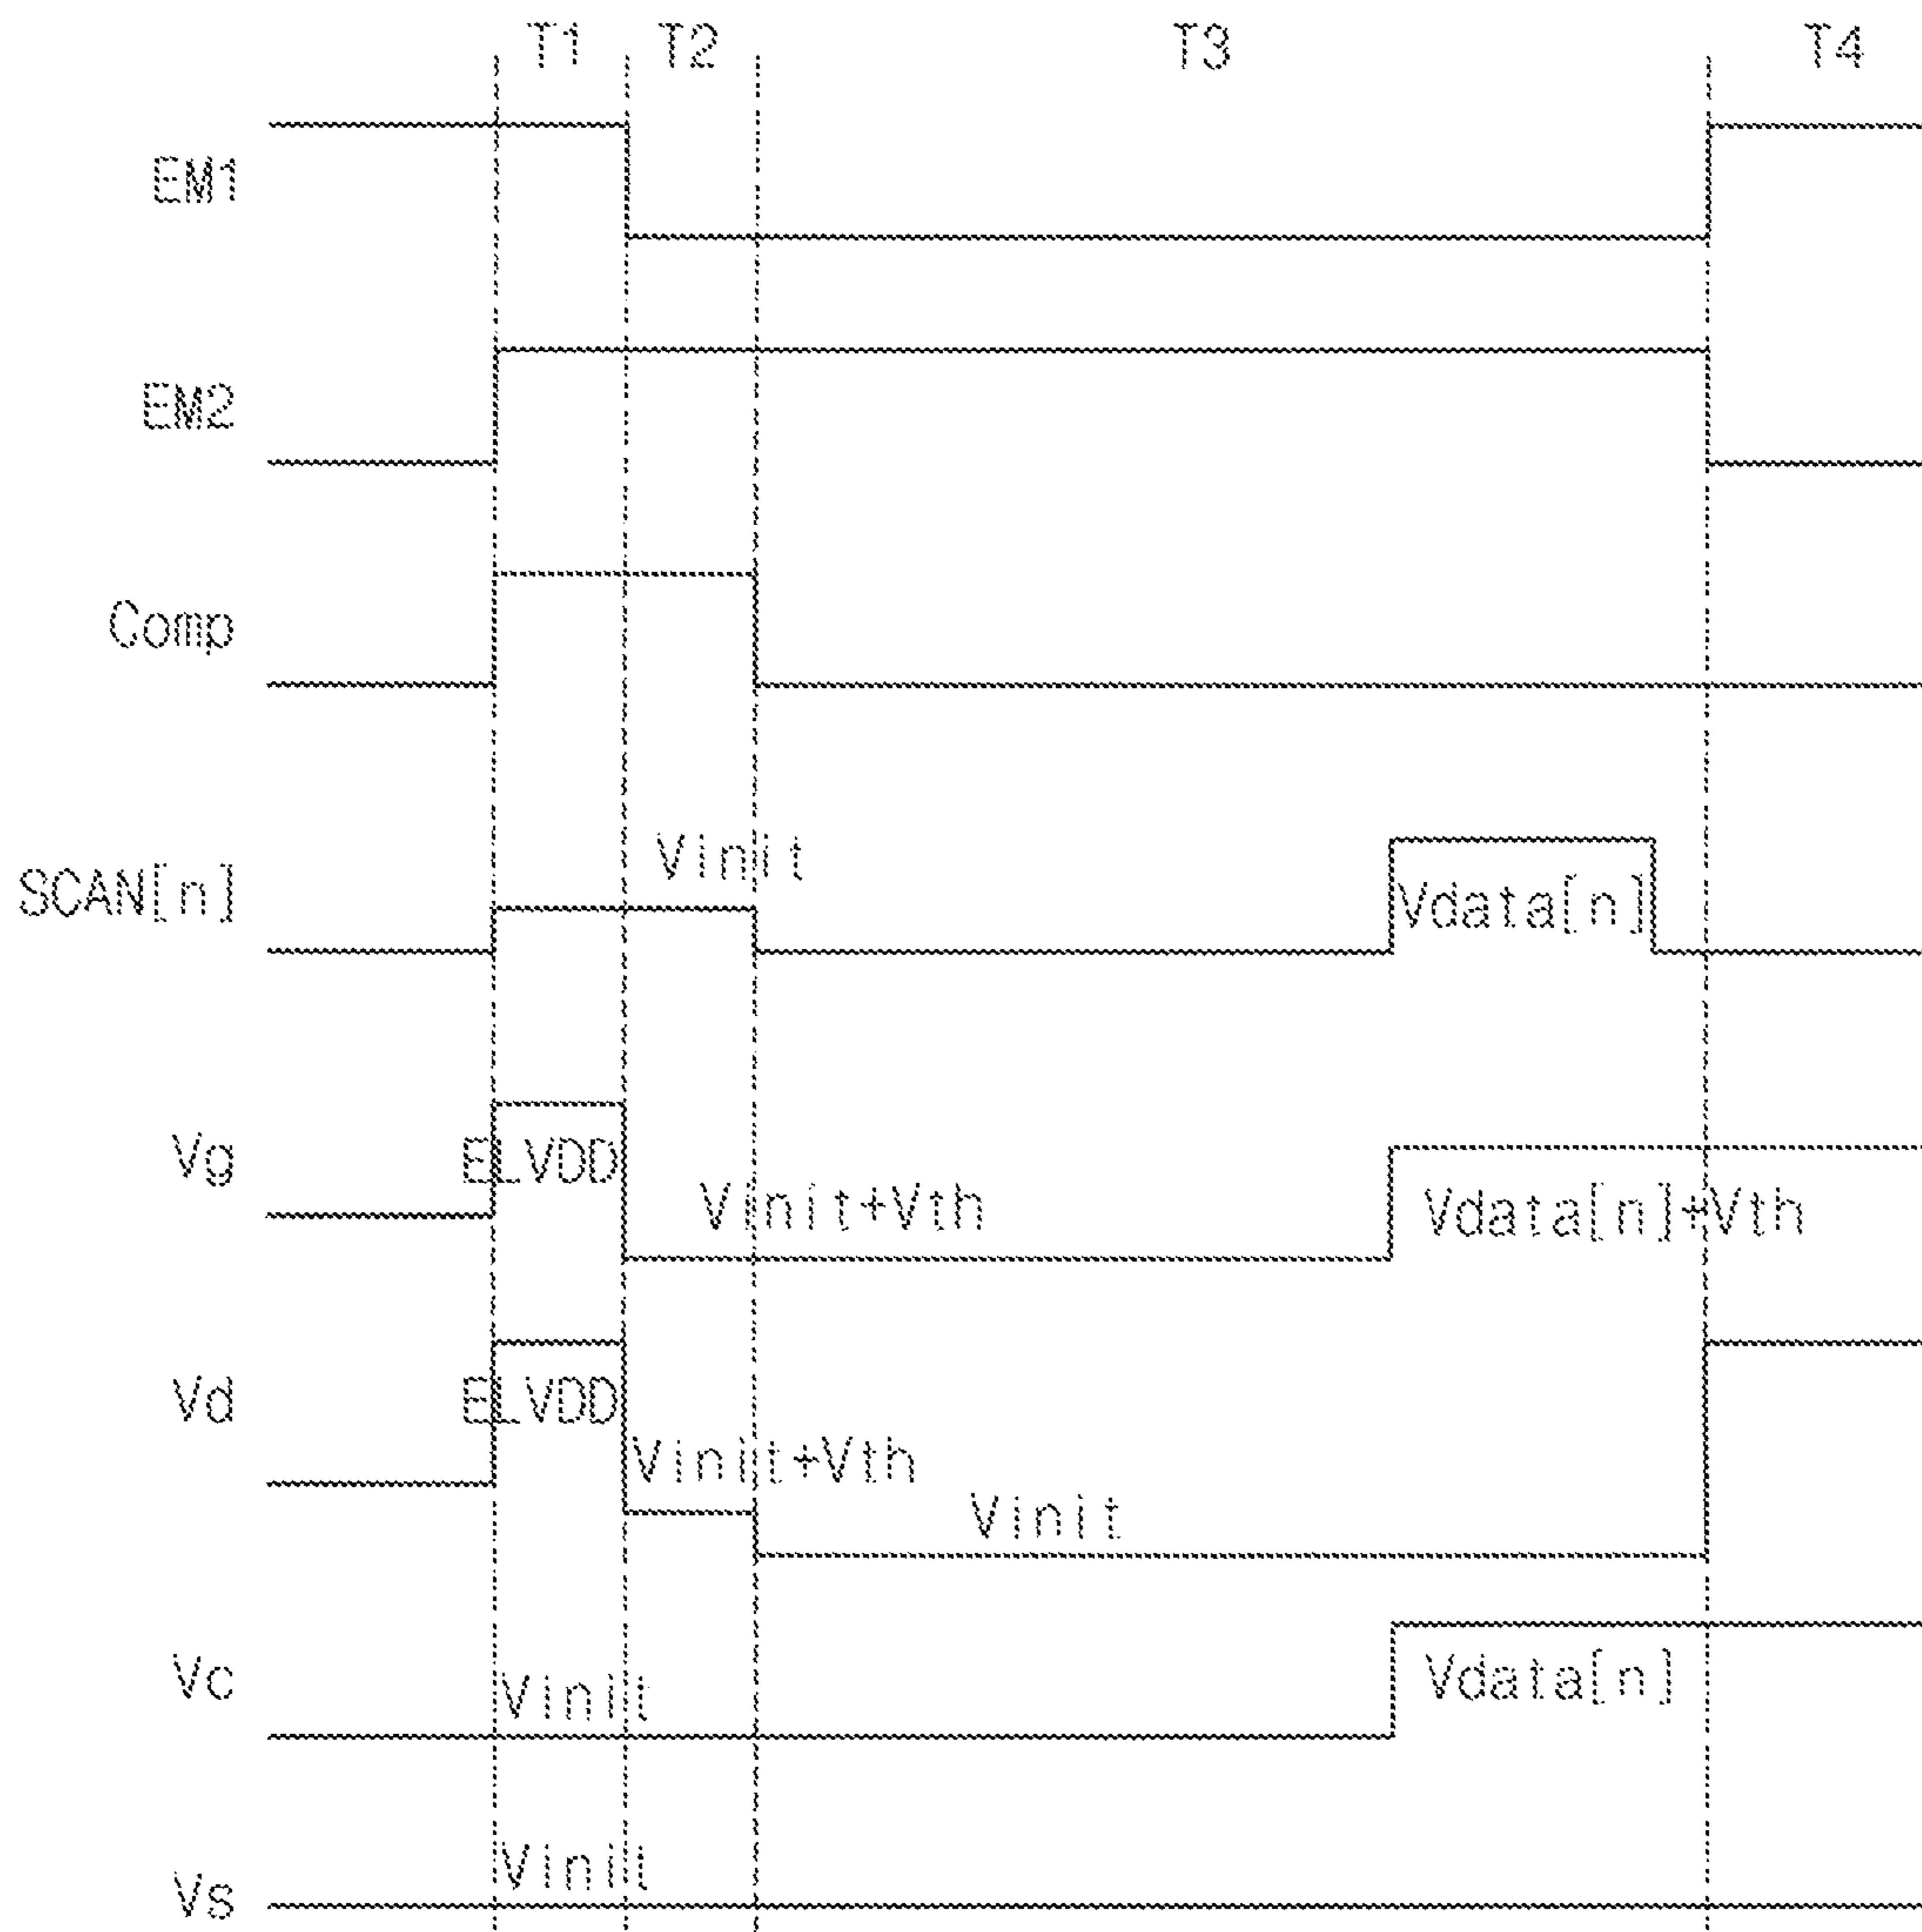 T1 T2 T3 T4
EM1
EM2
Comp
Vinit
SCAN[n] Vdata[n]
Vg ELVDD
Vinit+Vth Vdata[n]+Vth
Vd ELVDD
Vinit+Vth
Vinit
Vc Vinit Vdata[n]
Vs Vinit